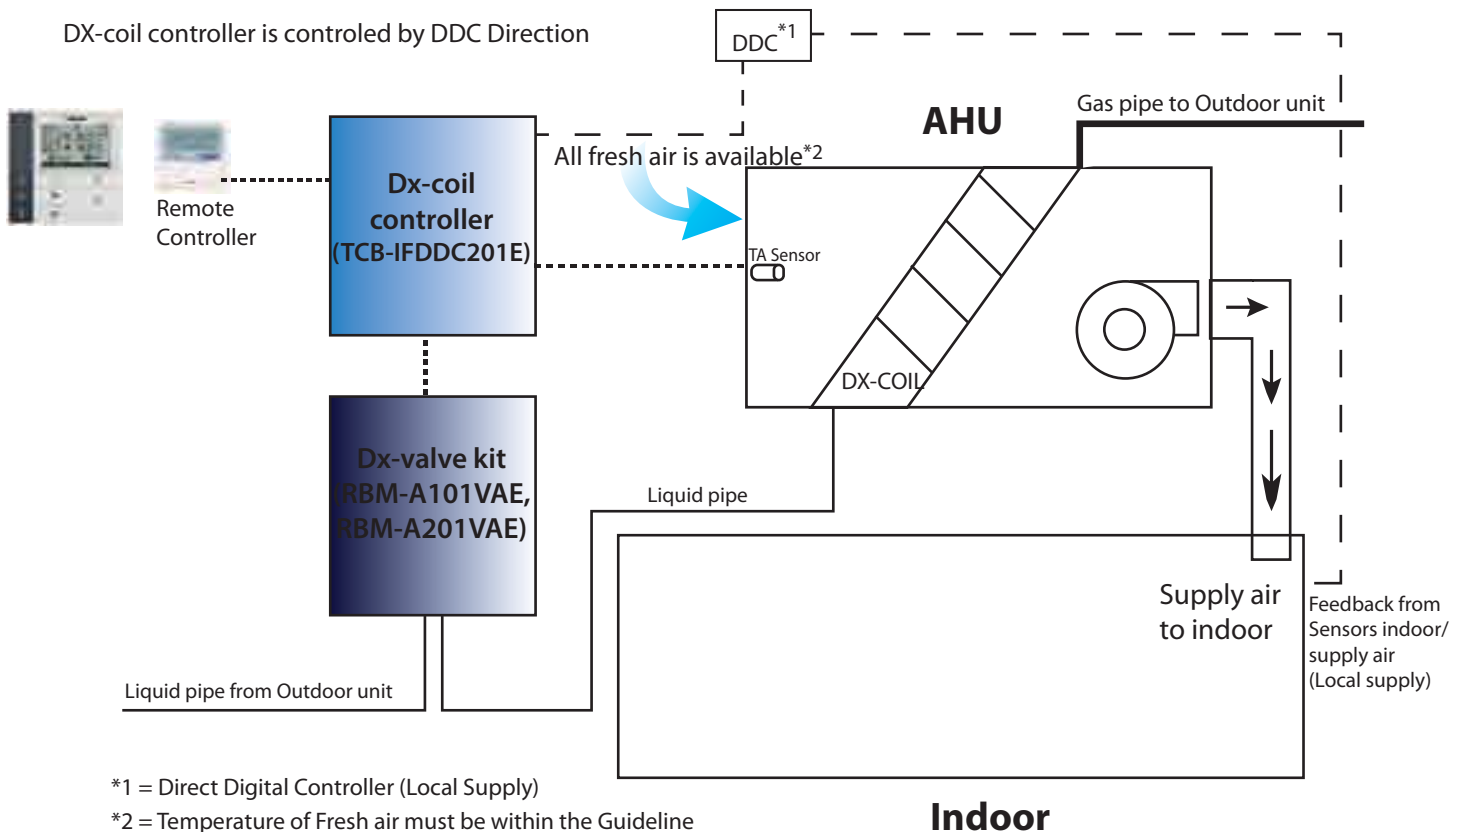 DX-coil controller is controled by DDC Direction
DDC*1
AHU
Gas pipe to Outdoor unit
All fresh air is available*2
Remote
Controller
Dx-coil
controller
(TCB-IFDDC201E)
TA Sensor
DX-COIL
Dx-valve kit
(RBM-A101VAE,
RBM-A201VAE)
Liquid pipe
Supply air
to indoor
Feedback from
Sensors indoor/
supply air
(Local supply)
Liquid pipe from Outdoor unit
*1 = Direct Digital Controller (Local Supply)
*2 = Temperature of Fresh air must be within the Guideline
Indoor